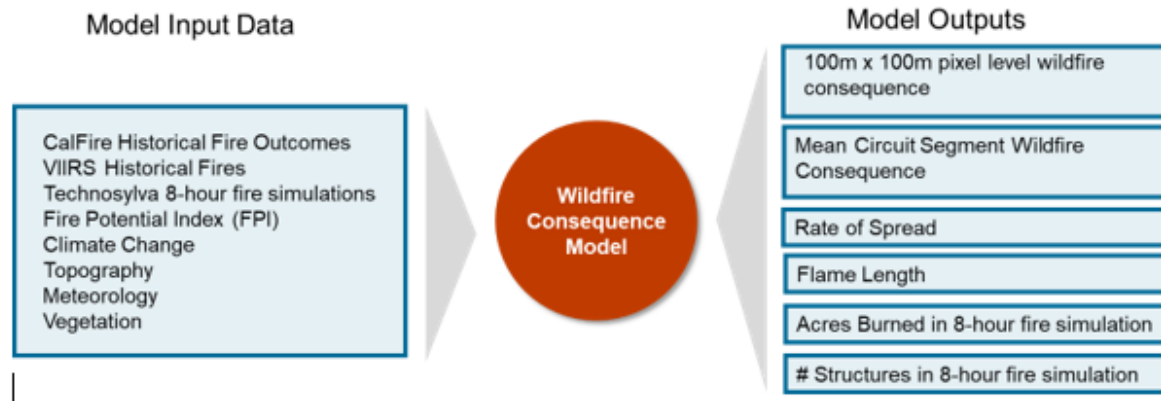 Model Input Data
CalFire Historical Fire Outcomes
VIIRS Historical Fires
Technosylva 8-hour fire simulations
Fire Potential Index (FPI)
Climate Change
Topography
Meteorology
Vegetation
Wildfire
Consequence
Model
Model Outputs
100m x 100m pixel level wildfire
consequence
Mean Circuit Segment Wildfire
Consequence
Rate of Spread
Flame Length
Acres Burned in 8-hour fire simulation
# Structures in 8-hour fire simulation